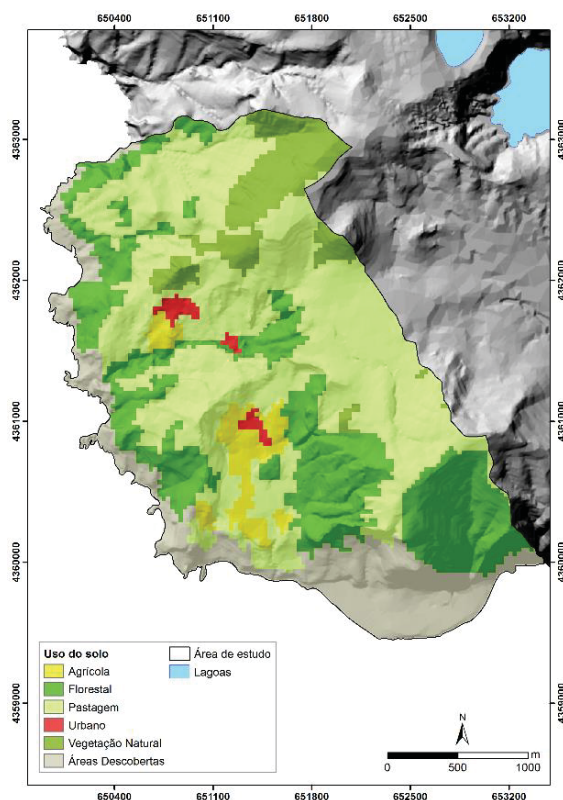 650400 651100 651800 652500 653200
4363000 4363000
4362000 4362000
4361000 4361000
4360000 4360000
4359000 4359000
Uso do solo
Agrícola
Florestal
Pastagem
Urbano
Vegetação Natural
Áreas Descobertas
Área de estudo
Lagoas
N
m
0 500 1000
650400 651100 651800 652500 653200